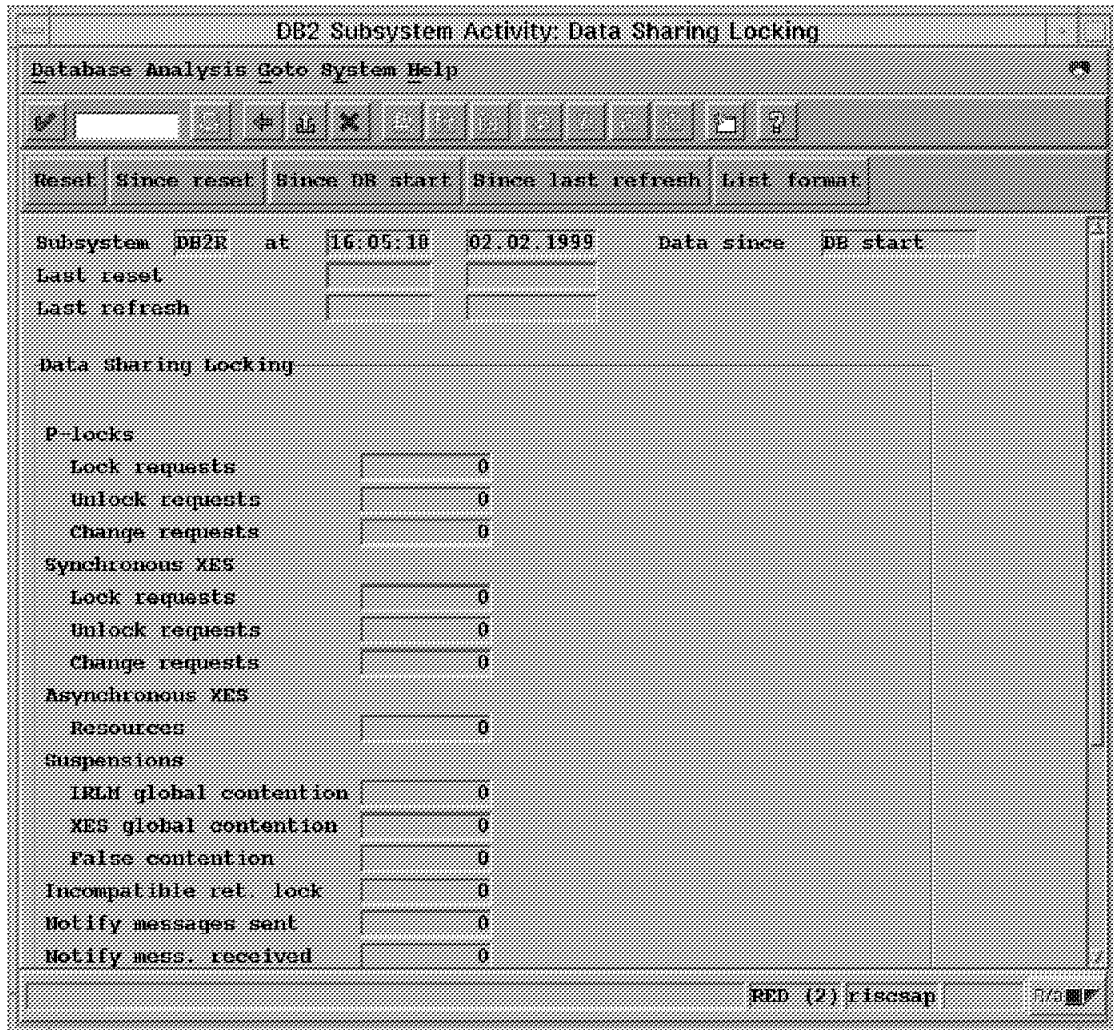 DB2 Subsystem Activity: Data Sharing Locking
Database Analysis Goto System Help
Reset Since reset Since DB start Since last refresh List format
Subsystem DB2R at 16:05:18 02.02.1999 Data since DB start
Last reset
Last refresh
Data Sharing Locking
P-locks
Lock requests 0
Unlock requests 0
Change requests 0
Synchronous XES
Lock requests 0
Unlock requests 0
Change requests 0
Asynchronous XES
Resources 0
Suspensions
IRLM global contention 0
XES global contention 0
False contention 0
Incompatible ret. lock 0
Notify messages sent 0
Notify mess. received 0
RED (2) riscsap